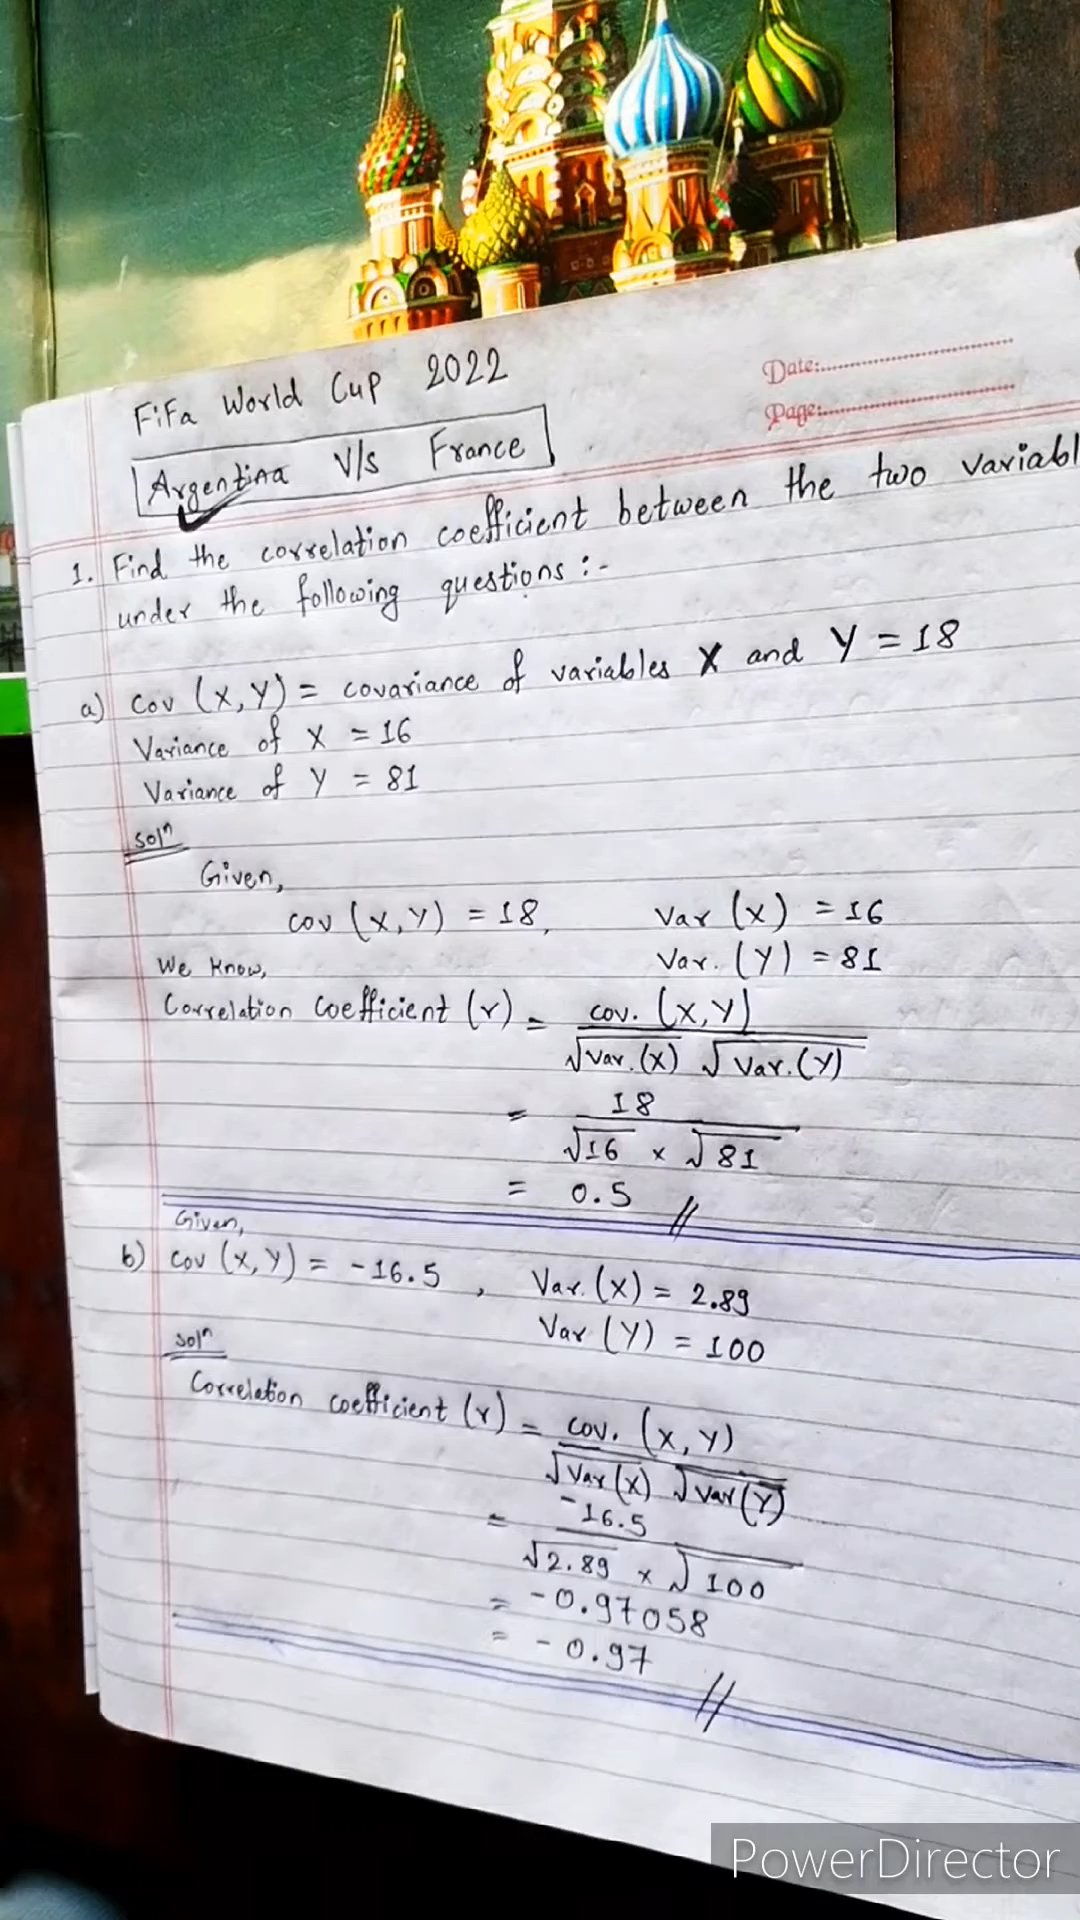 FiFa World Cup 2022
Date:
Page:
Argentina V/s France
1. Find the correlation coefficient between the two variabl
under the following questions :-
a) Cov (X,Y) = covariance of variables X and Y = 18
Variance of X = 16
Variance of Y = 81
Solⁿ
Given,
cov (X,Y) = 18, Var (X) = 16
Var. (Y) = 81
We Know,
Correlation Coefficient (r) = cov. (X,Y)
√Var.(X) √Var.(Y)
= 18
√16 × √81
= 0.5 //
Given,
b) Cov (X,Y) = -16.5 , Var. (X) = 2.89
Var (Y) = 100
Solⁿ
Correlation coefficient (r) = cov. (X,Y)
√Var(X) √Var(Y)
= -16.5
√2.89 × √100
= -0.97058
= -0.97 //
PowerDirector